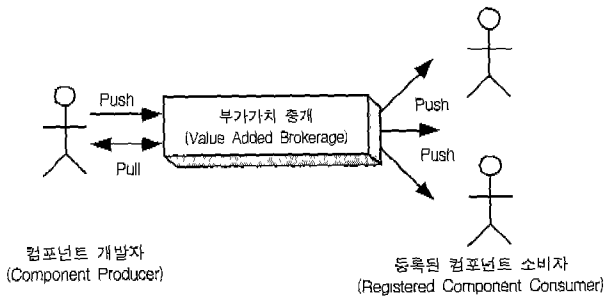 Push
부가가치 중개
(Value Added Brokerage)
Push
Push
Pull
컴포넌트 개발자
(Component Producer)
등록된 컴포넌트 소비자
(Registered Component Consumer)